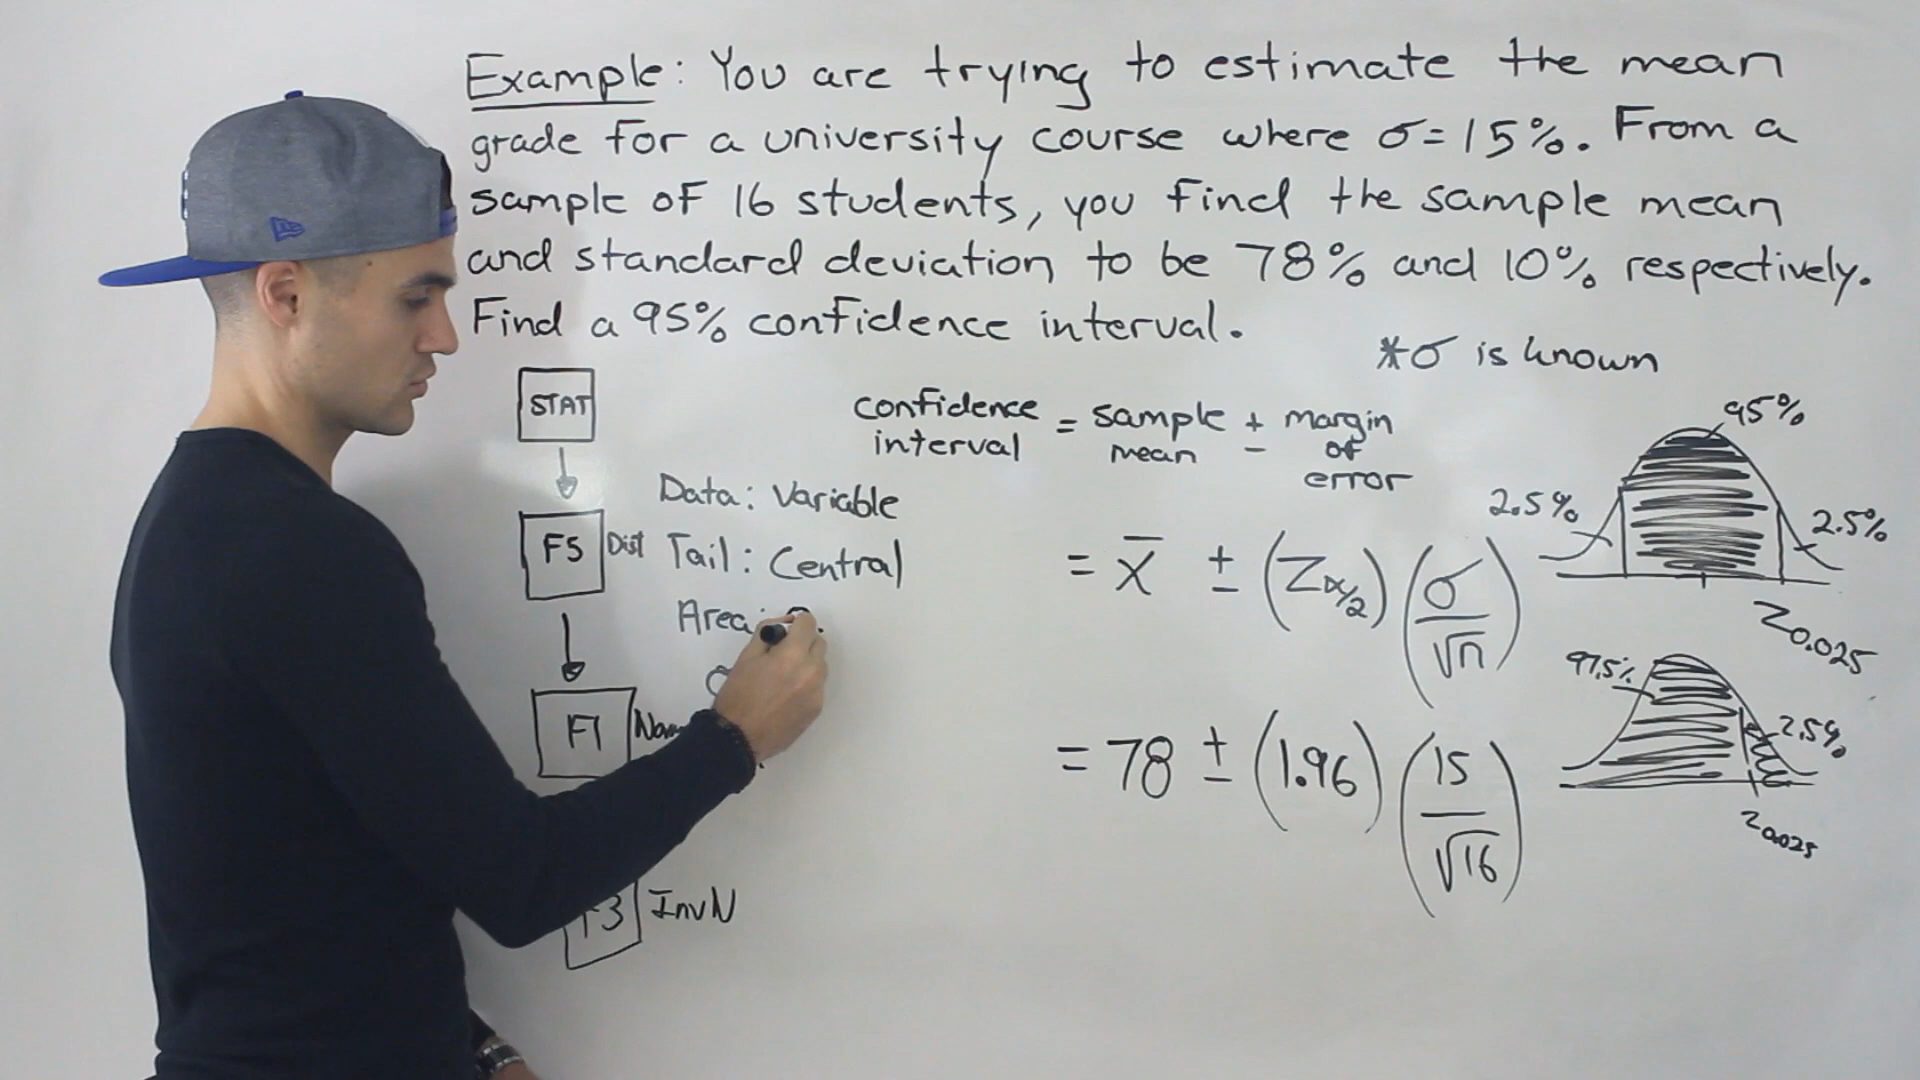 Example: You are trying to estimate the mean
grade for a university course where σ=15%. From a
sample of 16 students, you find the sample mean
and standard deviation to be 78% and 10% respectively.
Find a 95% confidence interval.
*σ is known
STAT
F5 Dist
F1
F3 InvN
Data: Variable
Tail: Central
Area: 0.
confidence interval = sample mean ± margin of error
= x̄ ± (Zα/2) (σ/√n)
= 78 ± (1.96) (15/√16)
95%
2.5%
2.5%
Z0.025
97.5%
2.5%
Z0.025